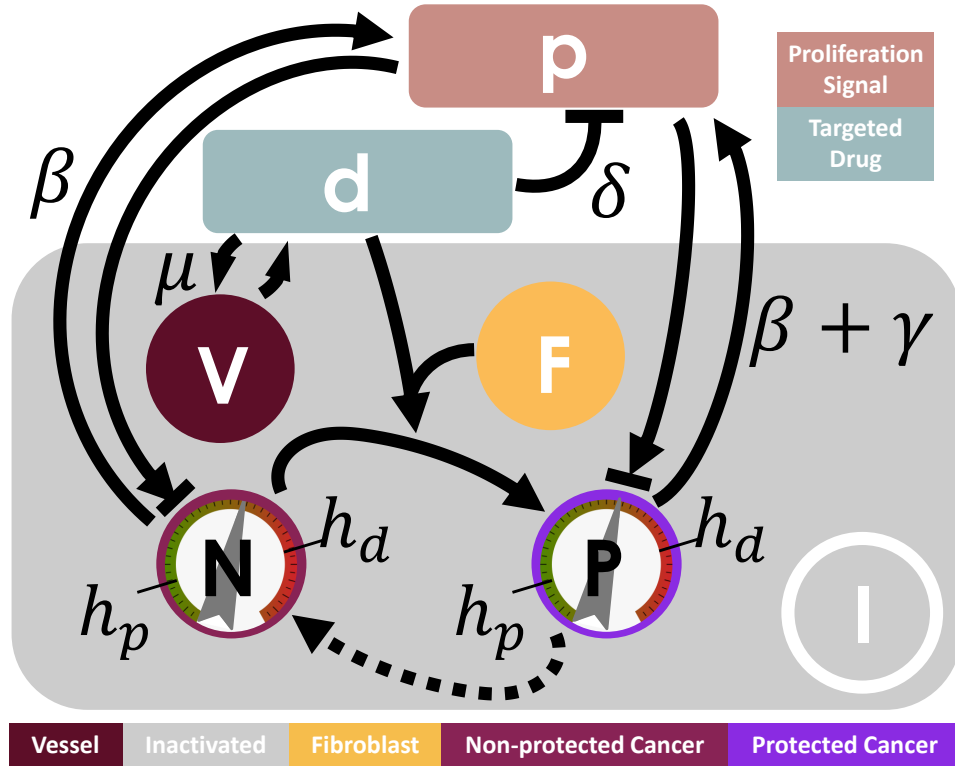 p
Proliferation
Signal
Targeted
Drug
d
β
δ
μ
V
F
β + γ
N
h_d
h_p
P
h_d
h_p
I
Vessel
Inactivated
Fibroblast
Non-protected Cancer
Protected Cancer